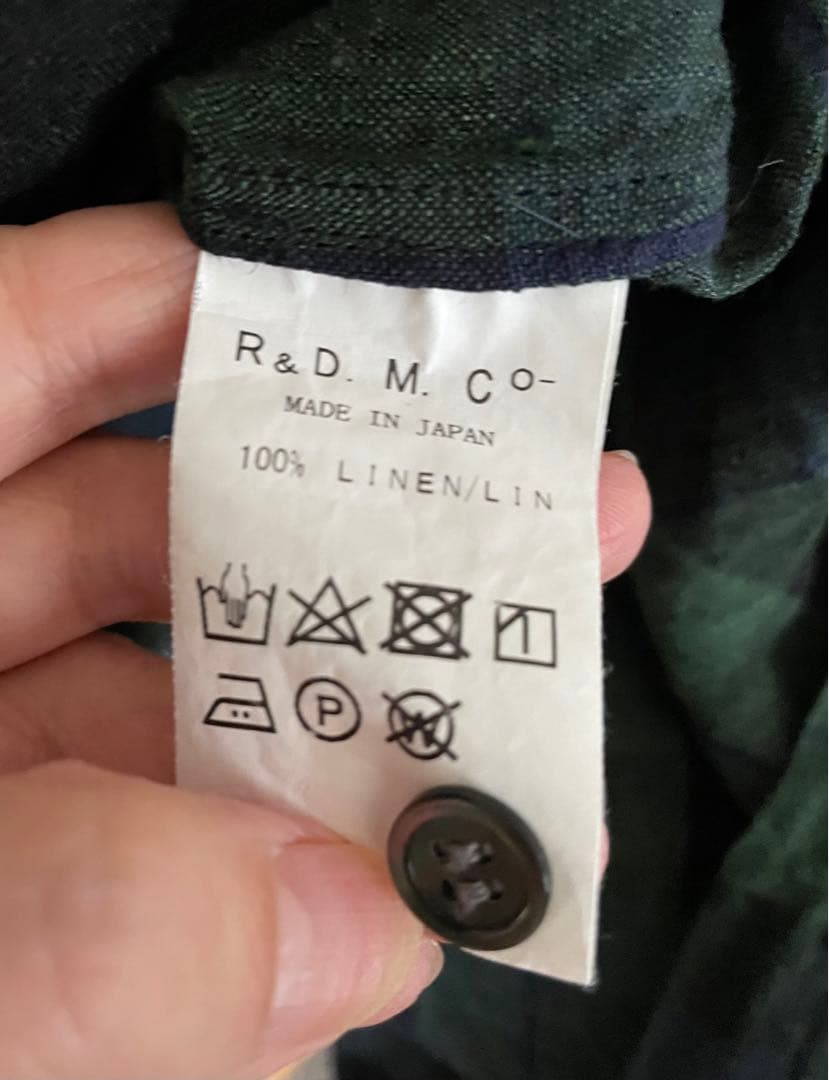 R & D. M. Co-
MADE IN JAPAN
100% LINEN/LIN
P
W